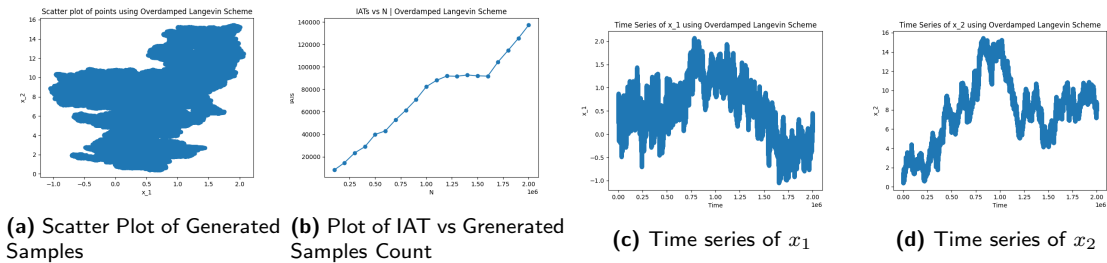 Scatter plot of points using Overdamped Langevin Scheme
16
14
12
10
8
6
4
2
0
x_2
-1.0 -0.5 0.0 0.5 1.0 1.5 2.0
x_1
IATs vs N | Overdamped Langevin Scheme
140000
120000
100000
80000
60000
40000
20000
IATS
0.25 0.50 0.75 1.00 1.25 1.50 1.75 2.00
1e6
N
Time Series of x_1 using Overdamped Langevin Scheme
2.0
1.5
1.0
0.5
0.0
-0.5
-1.0
x_1
0.00 0.25 0.50 0.75 1.00 1.25 1.50 1.75 2.00
1e6
Time
Time Series of x_2 using Overdamped Langevin Scheme
16
14
12
10
8
6
4
2
0
x_2
0.00 0.25 0.50 0.75 1.00 1.25 1.50 1.75 2.00
1e6
Time
(a) Scatter Plot of Generated
Samples
(b) Plot of IAT vs Grenerated
Samples Count
(c) Time series of x1
(d) Time series of x2